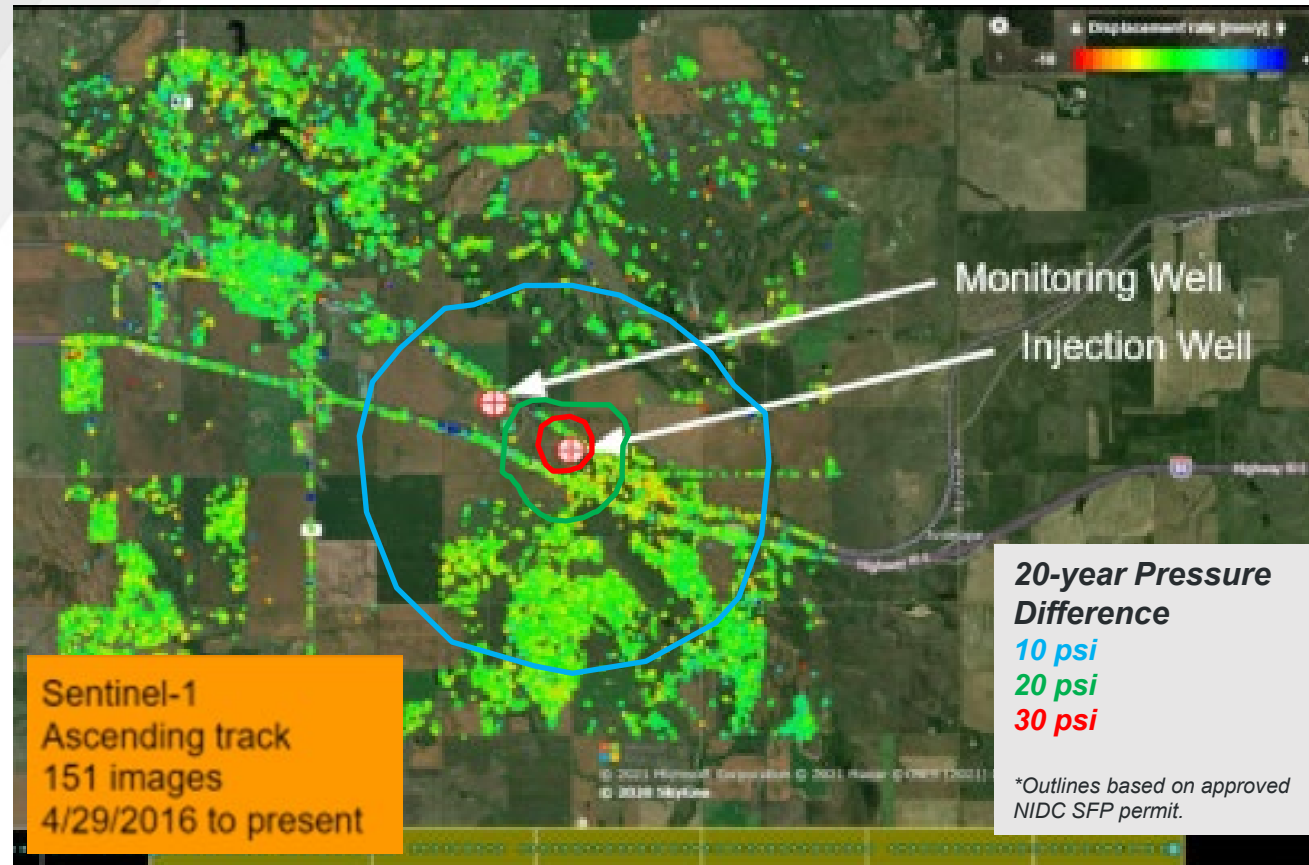 Displacement rate [mm/y]
Monitoring Well
Injection Well
20-year Pressure
Difference
10 psi
20 psi
30 psi
*Outlines based on approved
NIDC SFP permit.
Sentinel-1
Ascending track
151 images
4/29/2016 to present
© 2021 Microsoft Corporation © 2021 Maxar